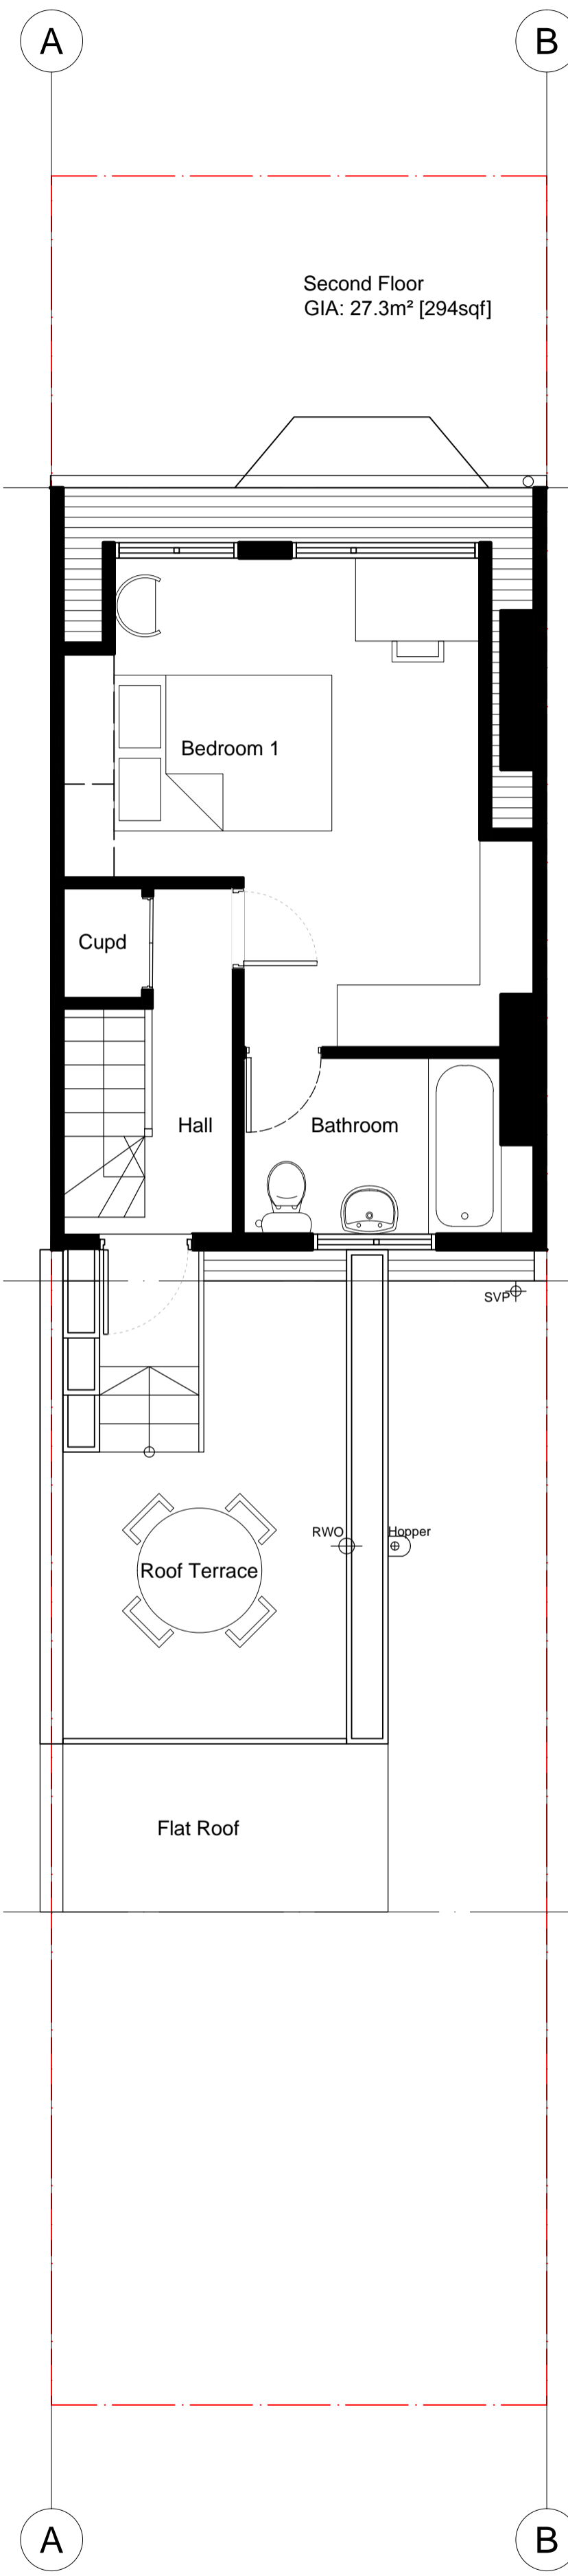 A
B
Second Floor
GIA: 27.3m² [294sqf]
Bedroom 1
Cupd
Hall
Bathroom
SVP
RWO
Hopper
Roof Terrace
Flat Roof
A
B